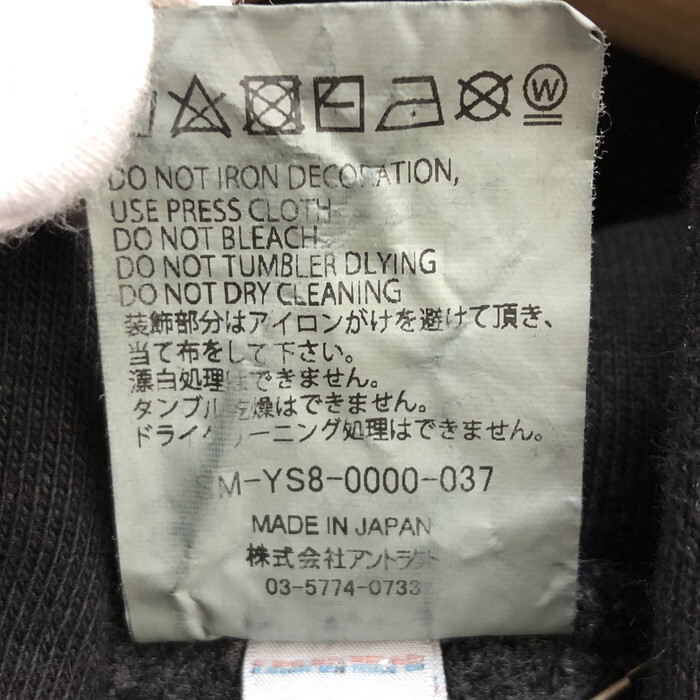 W
DO NOT IRON DECORATION,
USE PRESS CLOTH
DO NOT BLEACH
DO NOT TUMBLER DLYING
DO NOT DRY CLEANING
装飾部分はアイロンがけを避けて頂き、
当て布をして下さい。
漂白処理はできません。
タンブル乾燥はできません。
ドライクリーニング処理はできません。
SM-YS8-0000-037
MADE IN JAPAN
株式会社アントラクト
03-5774-0733